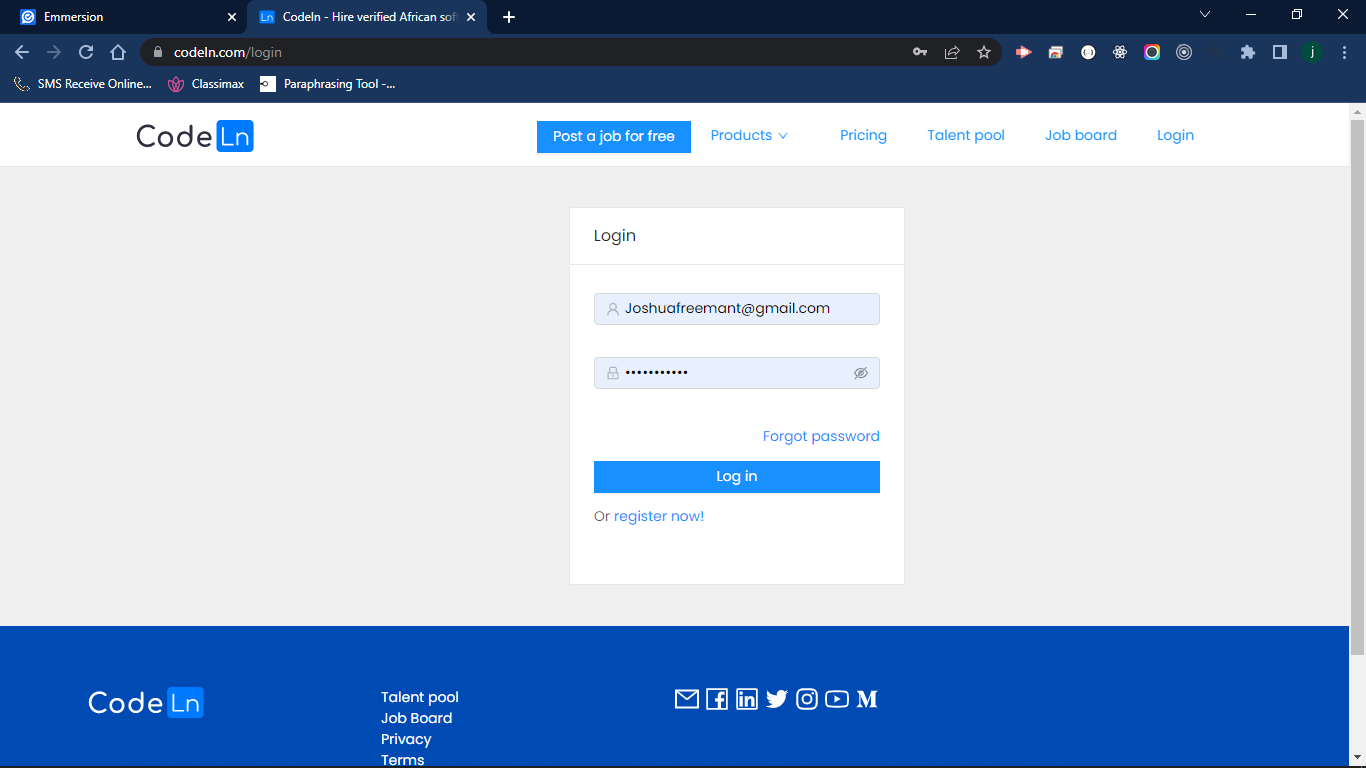 Emmersion
Codeln - Hire verified African sof
codeln.com/login
j
SMS Receive Online...
Classimax
Paraphrasing Tool -...
Code Ln
Post a job for free
Products
Pricing
Talent pool
Job board
Login
Login
Joshuafreemant@gmail.com
•••••••••••
Forgot password
Log in
Or register now!
Code Ln
Talent pool
Job Board
Privacy
Terms